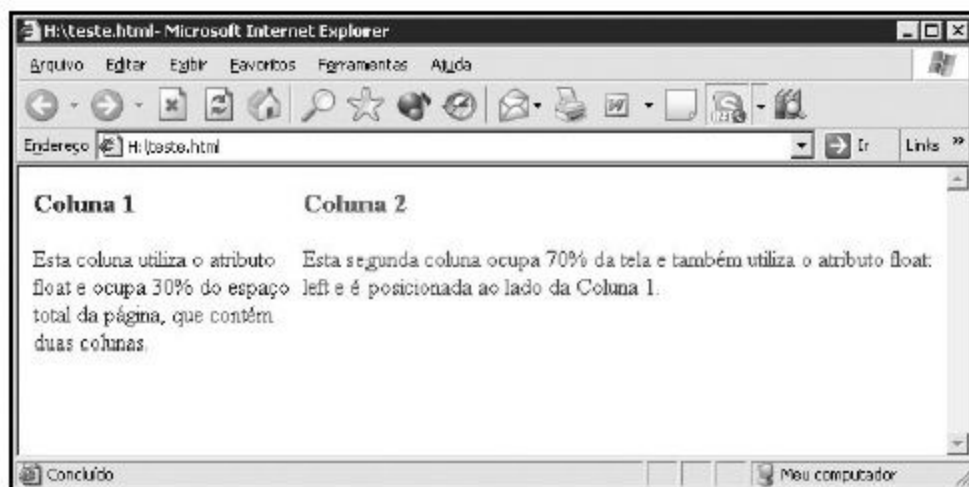 H:\teste.html- Microsoft Internet Explorer
Arquivo Editar Exibir Favoritos Ferramentas Ajuda
Endereço H:\teste.html Ir Links »
Coluna 1 Coluna 2
Esta coluna utiliza o atributo Esta segunda coluna ocupa 70% da tela e também utiliza o atributo float:
float e ocupa 30% do espaço left e é posicionada ao lado da Coluna 1.
total da página, que contém
duas colunas.
Concluído Meu computador